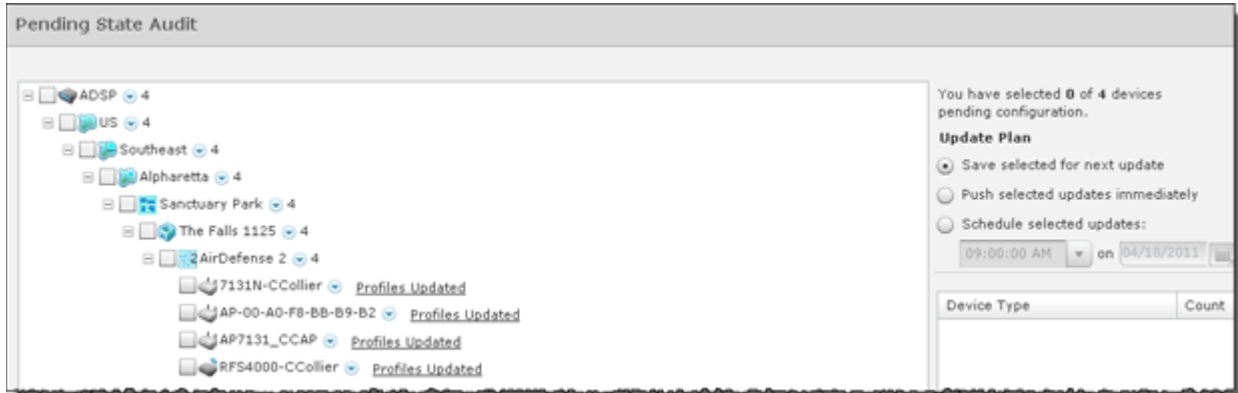 Pending State Audit
ADSP 4
US 4
Southeast 4
Alpharetta 4
Sanctuary Park 4
The Falls 1125 4
2 AirDefense 2 4
7131N-CCollier Profiles Updated
AP-00-A0-F8-BB-B9-B2 Profiles Updated
AP7131_CCAP Profiles Updated
RFS4000-CCollier Profiles Updated
You have selected 0 of 4 devices
pending configuration.
Update Plan
Save selected for next update
Push selected updates immediately
Schedule selected updates:
09:00:00 AM on 04/18/2011
Device Type Count